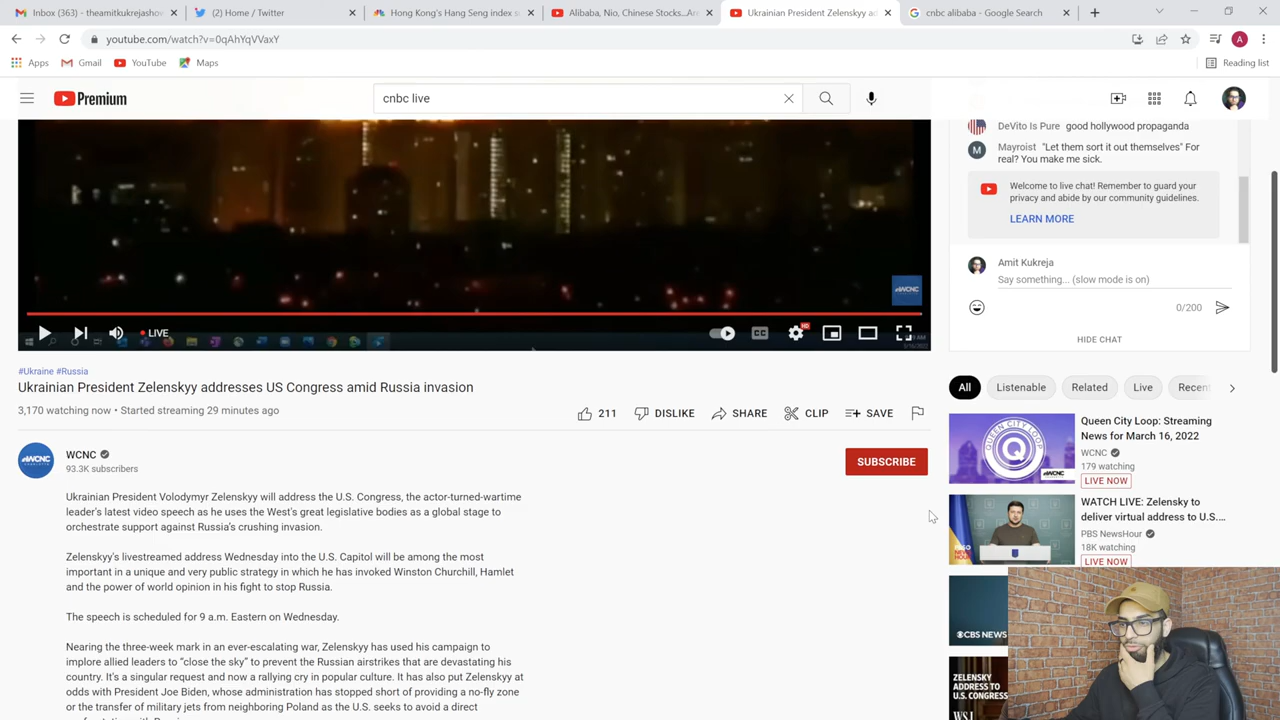 Inbox (363) - theamitkukrejashow
(2) Home / Twitter
Hong Kong's Hang Seng index s
Alibaba, Nio, Chinese Stocks...Are
Ukrainian President Zelenskyy ad
cnbc alibaba - Google Search
youtube.com/watch?v=0qAhYqVVaxY
A
Apps
Gmail
YouTube
Maps
Reading list
Premium
cnbc live
DeVito Is Pure good hollywood propaganda
M
Mayroist "Let them sort it out themselves" For
real? You make me sick.
Welcome to live chat! Remember to guard your
privacy and abide by our community guidelines.
LEARN MORE
Amit Kukreja
Say something... (slow mode is on)
0/200
HIDE CHAT
WCNC
LIVE
CC
HD
#Ukraine #Russia
Ukrainian President Zelenskyy addresses US Congress amid Russia invasion
3,170 watching now • Started streaming 29 minutes ago
211
DISLIKE
SHARE
CLIP
SAVE
WCNC
WCNC
93.3K subscribers
SUBSCRIBE
Ukrainian President Volodymyr Zelenskyy will address the U.S. Congress, the actor-turned-wartime
leader's latest video speech as he uses the West's great legislative bodies as a global stage to
orchestrate support against Russia's crushing invasion.
Zelenskyy's livestreamed address Wednesday into the U.S. Capitol will be among the most
important in a unique and very public strategy in which he has invoked Winston Churchill, Hamlet
and the power of world opinion in his fight to stop Russia.
The speech is scheduled for 9 a.m. Eastern on Wednesday.
Nearing the three-week mark in an ever-escalating war, Zelenskyy has used his campaign to
implore allied leaders to "close the sky" to prevent the Russian airstrikes that are devastating his
country. It's a singular request and now a rallying cry in popular culture. It has also put Zelenskyy at
odds with President Joe Biden, whose administration has stopped short of providing a no-fly zone
or the transfer of military jets from neighboring Poland as the U.S. seeks to avoid a direct
All
Listenable
Related
Live
Recen
QUEEN CITY LOOP
WCNC
Queen City Loop: Streaming
News for March 16, 2022
WCNC
179 watching
LIVE NOW
WATCH LIVE: Zelensky to
deliver virtual address to U.S....
PBS NewsHour
18K watching
LIVE NOW
CBS NEWS
ZELENSKY
ADDRESS TO
U.S. CONGRESS
WSJ